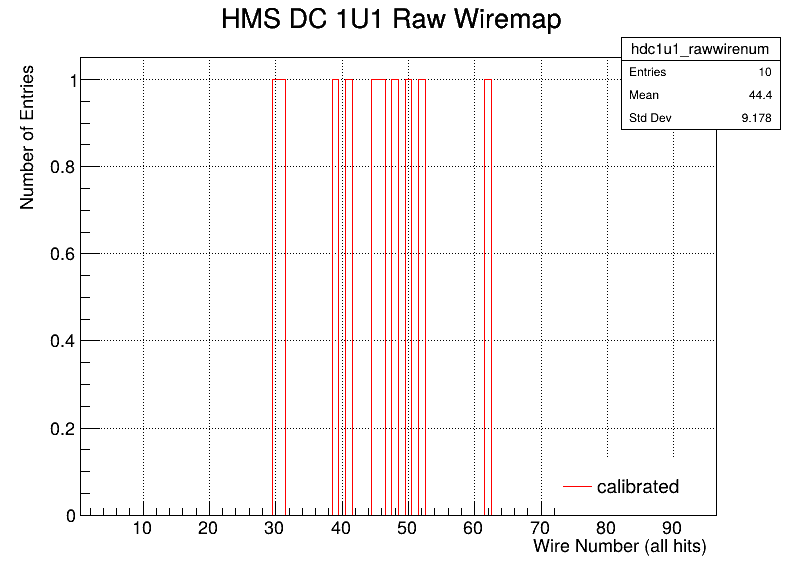 HMS DC 1U1 Raw Wiremap
hdc1u1_rawwirenum
Entries 10
Mean 44.4
Std Dev 9.178
Number of Entries
1
0.8
0.6
0.4
0.2
0
calibrated
10 20 30 40 50 60 70 80 90
Wire Number (all hits)